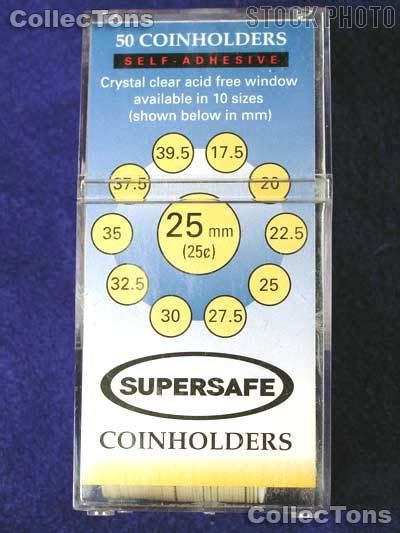 CollecTons
STOCK PHOTO
50 COINHOLDERS
SELF-ADHESIVE
Crystal clear acid free window
available in 10 sizes
(shown below in mm)
39.5 17.5
37.5 20
35 25 mm 22.5
(25¢)
32.5 25
30 27.5
SUPERSAFE
COINHOLDERS
CollecTons